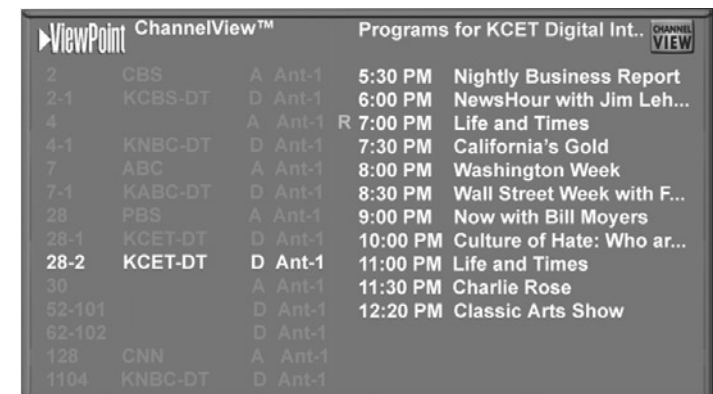 ViewPoint ChannelView™ Programs for KCET Digital Int.. CHANNEL VIEW
2 CBS A Ant-1 5:30 PM Nightly Business Report
2-1 KCBS-DT D Ant-1 6:00 PM NewsHour with Jim Leh...
4 A Ant-1 R 7:00 PM Life and Times
4-1 KNBC-DT D Ant-1 7:30 PM California's Gold
7 ABC A Ant-1 8:00 PM Washington Week
7-1 KABC-DT D Ant-1 8:30 PM Wall Street Week with F...
28 PBS A Ant-1 9:00 PM Now with Bill Moyers
28-1 KCET-DT D Ant-1 10:00 PM Culture of Hate: Who ar...
28-2 KCET-DT D Ant-1 11:00 PM Life and Times
30 A Ant-1 11:30 PM Charlie Rose
52-101 D Ant-1 12:20 PM Classic Arts Show
62-102 D Ant-1
128 CNN A Ant-1
1104 KNBC-DT D Ant-1